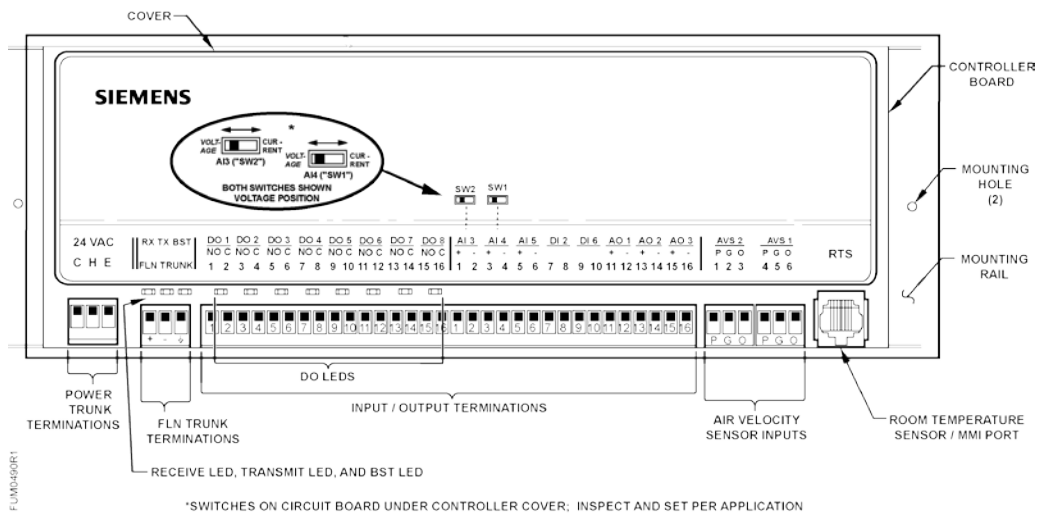 COVER
SIEMENS
CONTROLLER
BOARD
*
VOLT-
AGE
CUR-
RENT
AI3 ("SW2")
VOLT-
AGE
CUR-
RENT
AI4 ("SW1")
BOTH SWITCHES SHOWN
VOLTAGE POSITION
SW2 SW1
MOUNTING
HOLE
(2)
24 VAC
C H E
RX TX BST
FLN TRUNK
DO 1 DO 2 DO 3 DO 4 DO 5 DO 6 DO 7 DO 8 AI 3 AI 4 AI 5 DI 2 DI 6 AO 1 AO 2 AO 3
NO C NO C NO C NO C NO C NO C NO C NO C + - + - + - + - + - + -
1 2 3 4 5 6 7 8 9 10 11 12 13 14 15 16 1 2 3 4 5 6 7 8 9 10 11 12 13 14 15 16
AVS 2 AVS 1
P G O P G O
1 2 3 4 5 6
RTS
MOUNTING
RAIL
1 2 3 4 5 6 7 8 9 10 11 12 13 14 15 16 1 2 3 4 5 6 7 8 9 10 11 12 13 14 15 16
+ -
P G O P G O
DO LEDS
POWER
TRUNK
TERMINATIONS
FLN TRUNK
TERMINATIONS
INPUT / OUTPUT TERMINATIONS
AIR VELOCITY
SENSOR INPUTS
ROOM TEMPERATURE
SENSOR / MMI PORT
RECEIVE LED, TRANSMIT LED, AND BST LED
FUM0490R1
*SWITCHES ON CIRCUIT BOARD UNDER CONTROLLER COVER; INSPECT AND SET PER APPLICATION